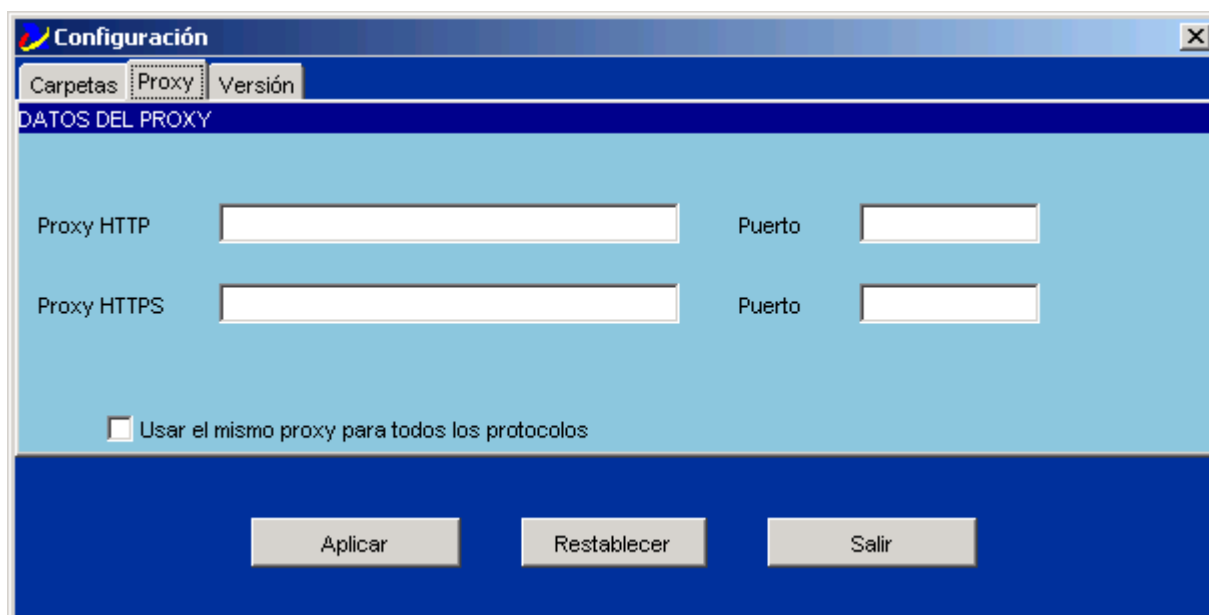 Configuración
Carpetas Proxy Versión
DATOS DEL PROXY
Proxy HTTP Puerto
Proxy HTTPS Puerto
Usar el mismo proxy para todos los protocolos
Aplicar Restablecer Salir